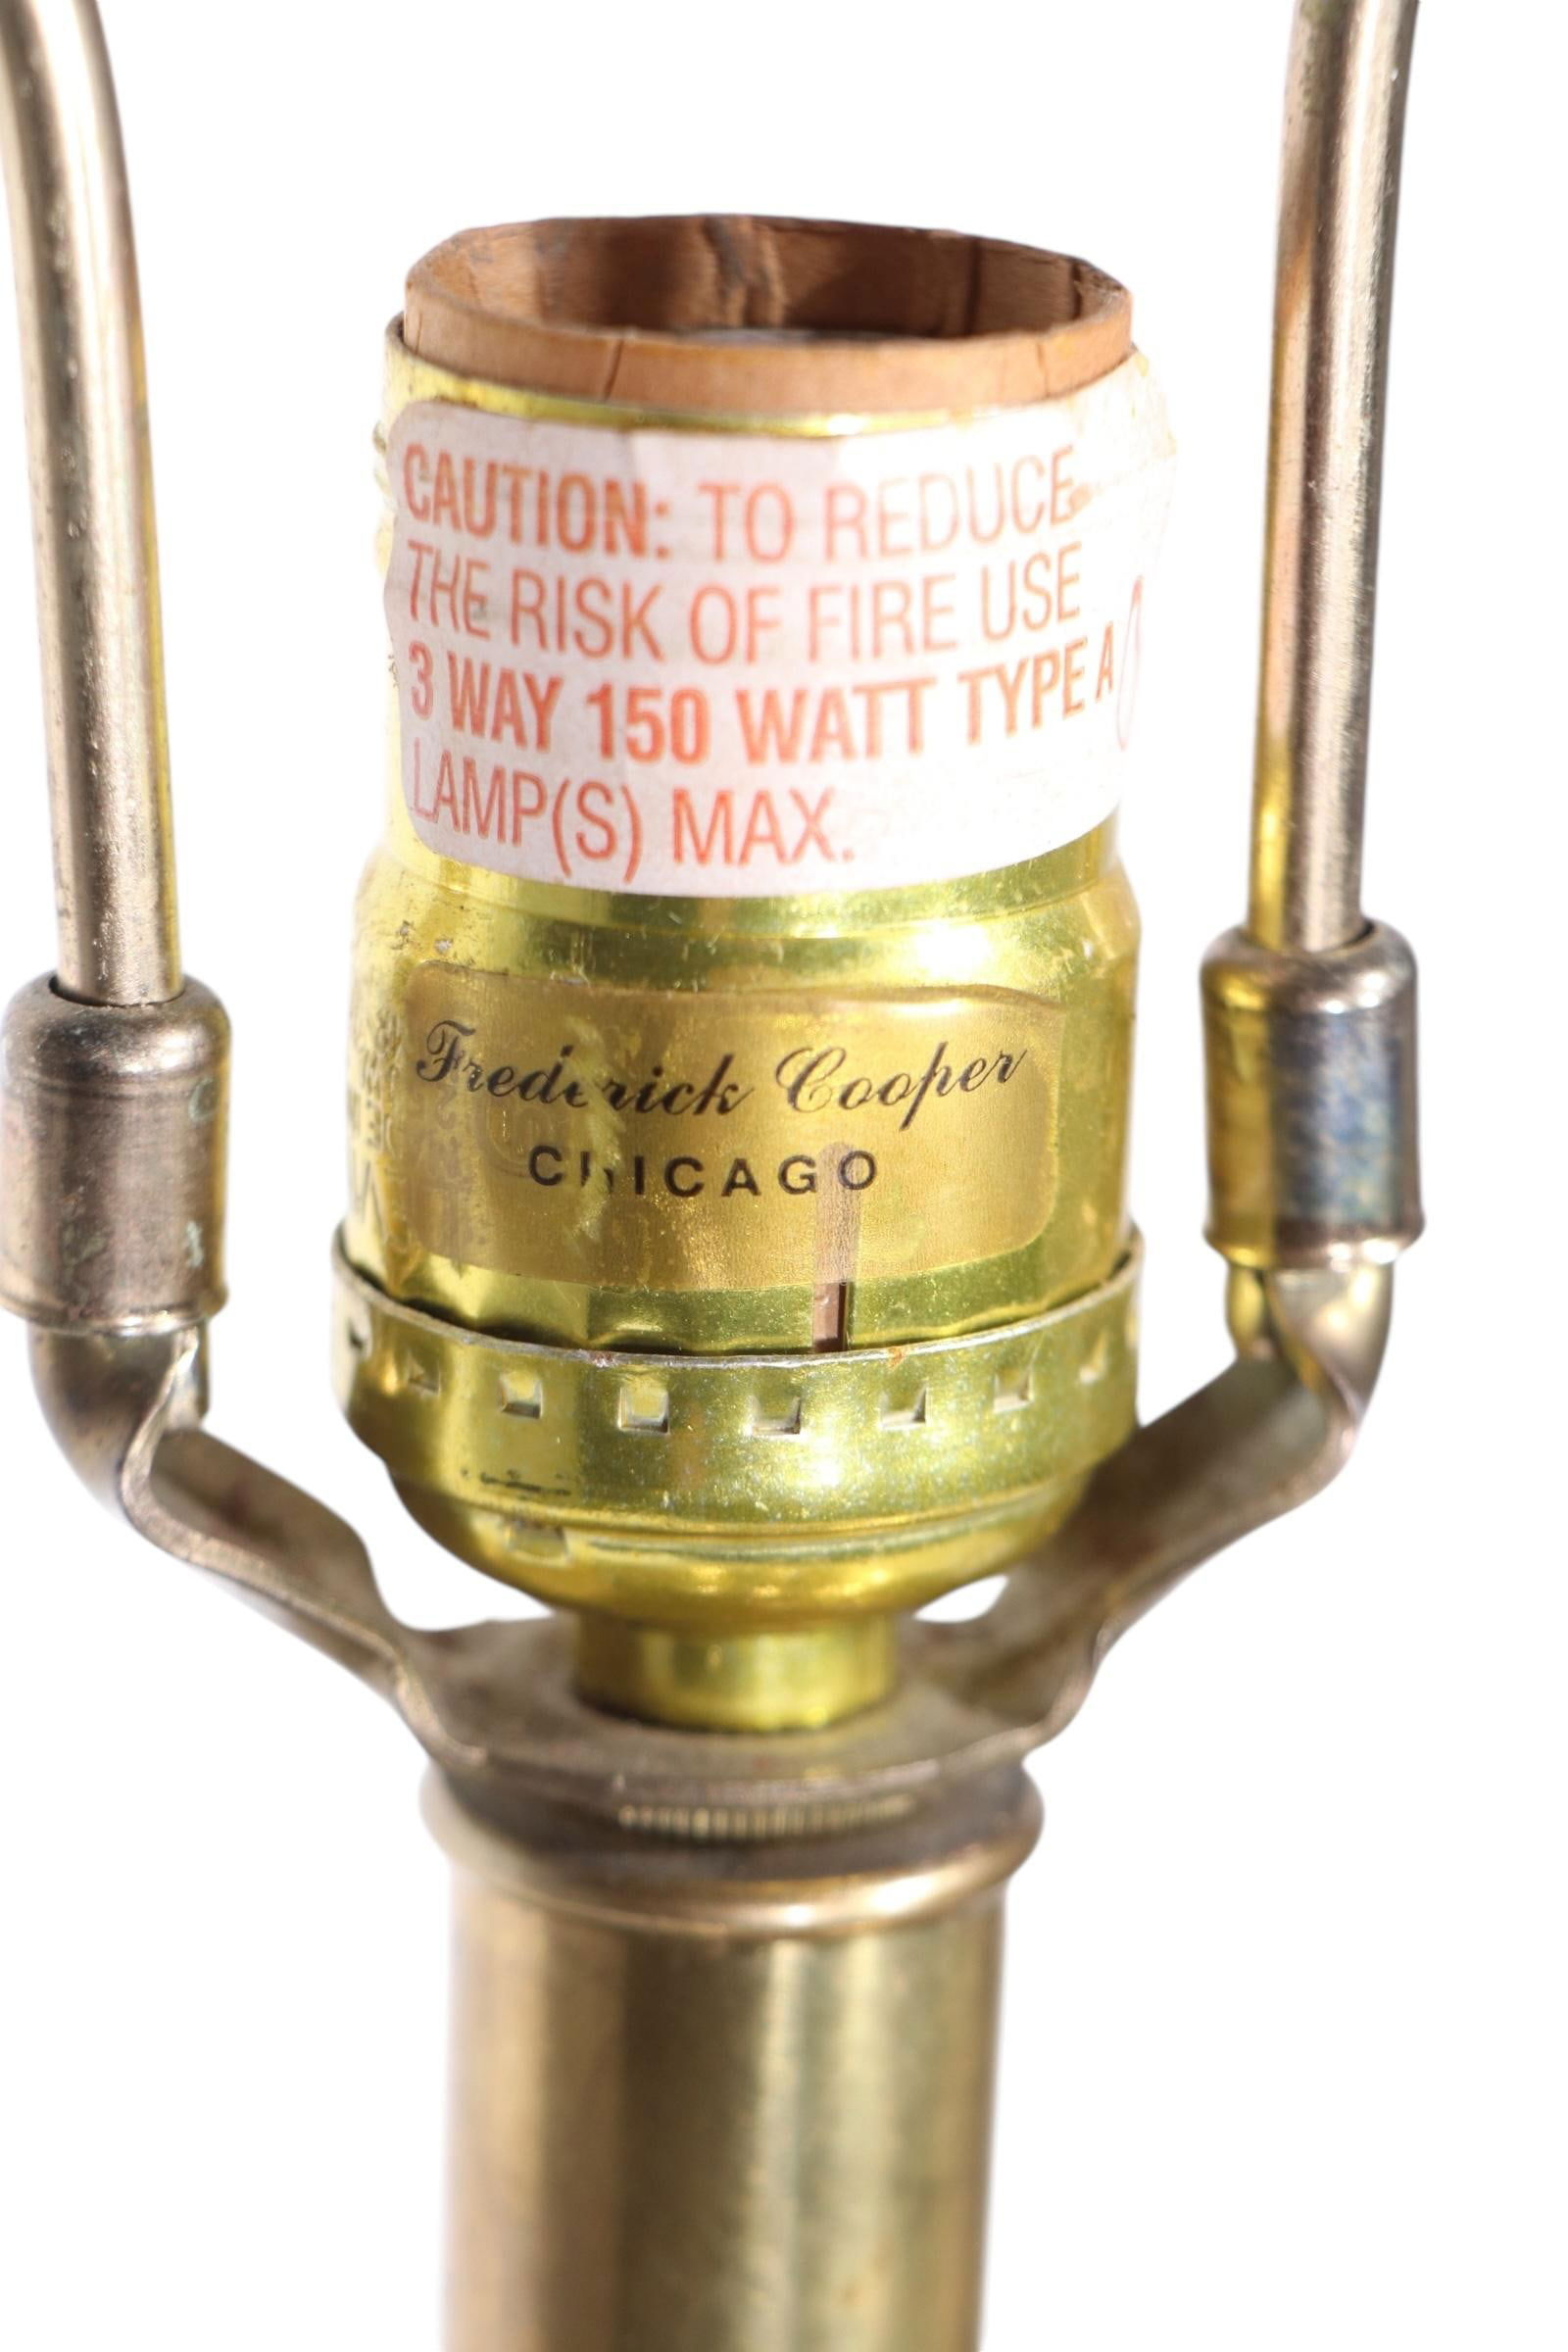 CAUTION: TO REDUCE
THE RISK OF FIRE USE
3 WAY 150 WATT TYPE A
LAMP(S) MAX.
Frederick Cooper
CHICAGO